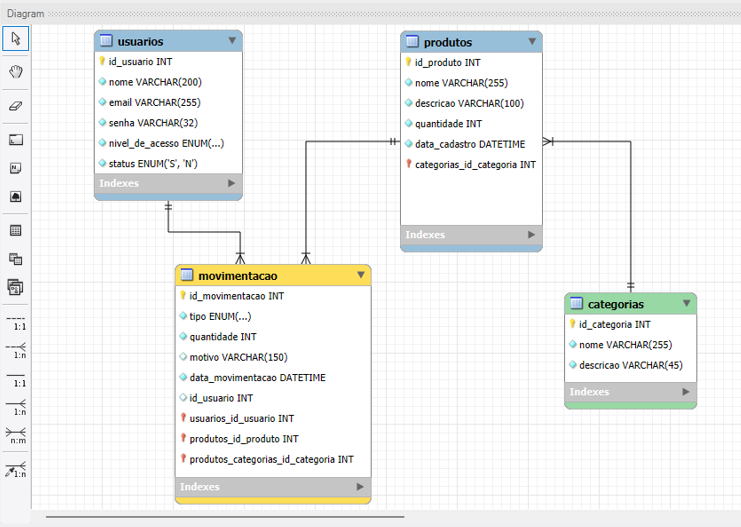 Diagram
usuarios
id_usuario INT
nome VARCHAR(200)
email VARCHAR(255)
senha VARCHAR(32)
nivel_de_acesso ENUM(...)
status ENUM('S', 'N')
Indexes
produtos
id_produto INT
nome VARCHAR(255)
descricao VARCHAR(100)
quantidade INT
data_cadastro DATETIME
categorias_id_categoria INT
Indexes
movimentacao
id_movimentacao INT
tipo ENUM(...)
quantidade INT
motivo VARCHAR(150)
data_movimentacao DATETIME
id_usuario INT
usuarios_id_usuario INT
produtos_id_produto INT
produtos_categorias_id_categoria INT
Indexes
categorias
id_categoria INT
nome VARCHAR(255)
descricao VARCHAR(45)
Indexes
1:1
1:n
1:1
1:n
n:m
1:n